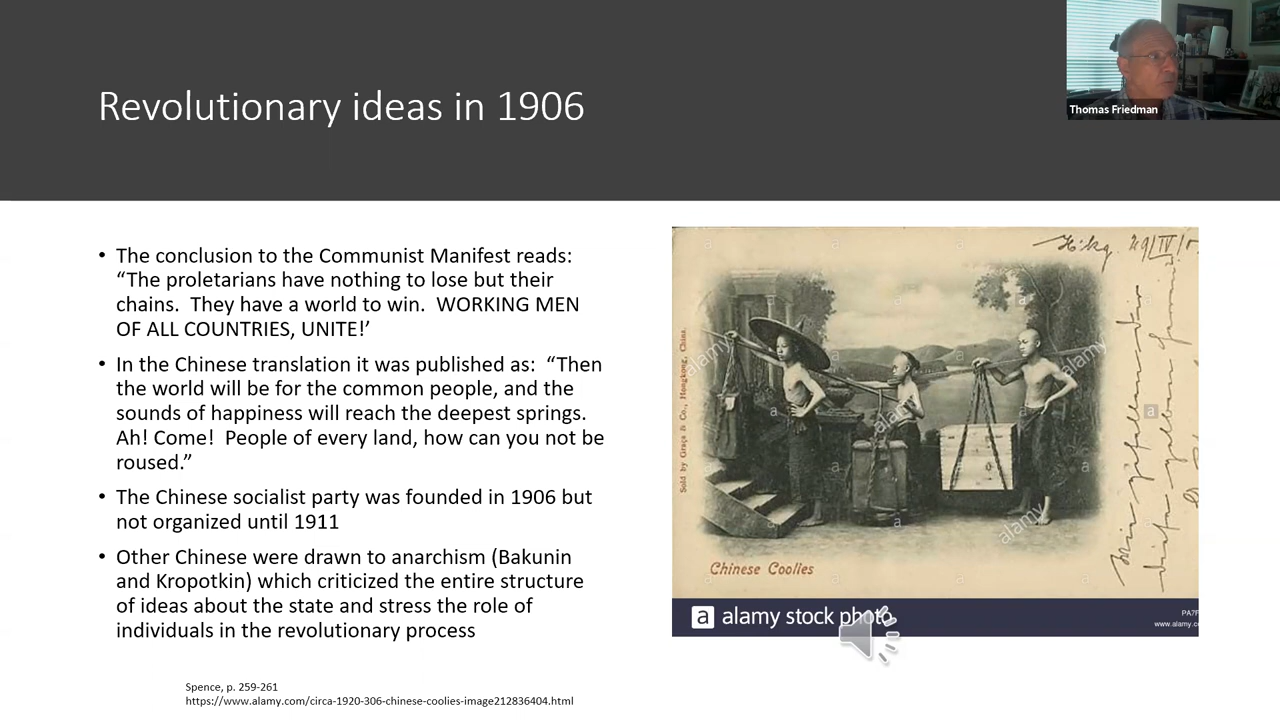 Revolutionary ideas in 1906
Thomas Friedman
• The conclusion to the Communist Manifest reads:
“The proletarians have nothing to lose but their
chains. They have a world to win. WORKING MEN
OF ALL COUNTRIES, UNITE!’
• In the Chinese translation it was published as: “Then
the world will be for the common people, and the
sounds of happiness will reach the deepest springs.
Ah! Come! People of every land, how can you not be
roused.”
• The Chinese socialist party was founded in 1906 but
not organized until 1911
• Other Chinese were drawn to anarchism (Bakunin
and Kropotkin) which criticized the entire structure
of ideas about the state and stress the role of
individuals in the revolutionary process
Sold by Graça & Co., Hongkong, China.
alamy
alamy
alamy
alamy
Chinese Coolies
a alamy stock photo
www.alamy.c
Spence, p. 259-261
https://www.alamy.com/circa-1920-306-chinese-coolies-image212836404.html